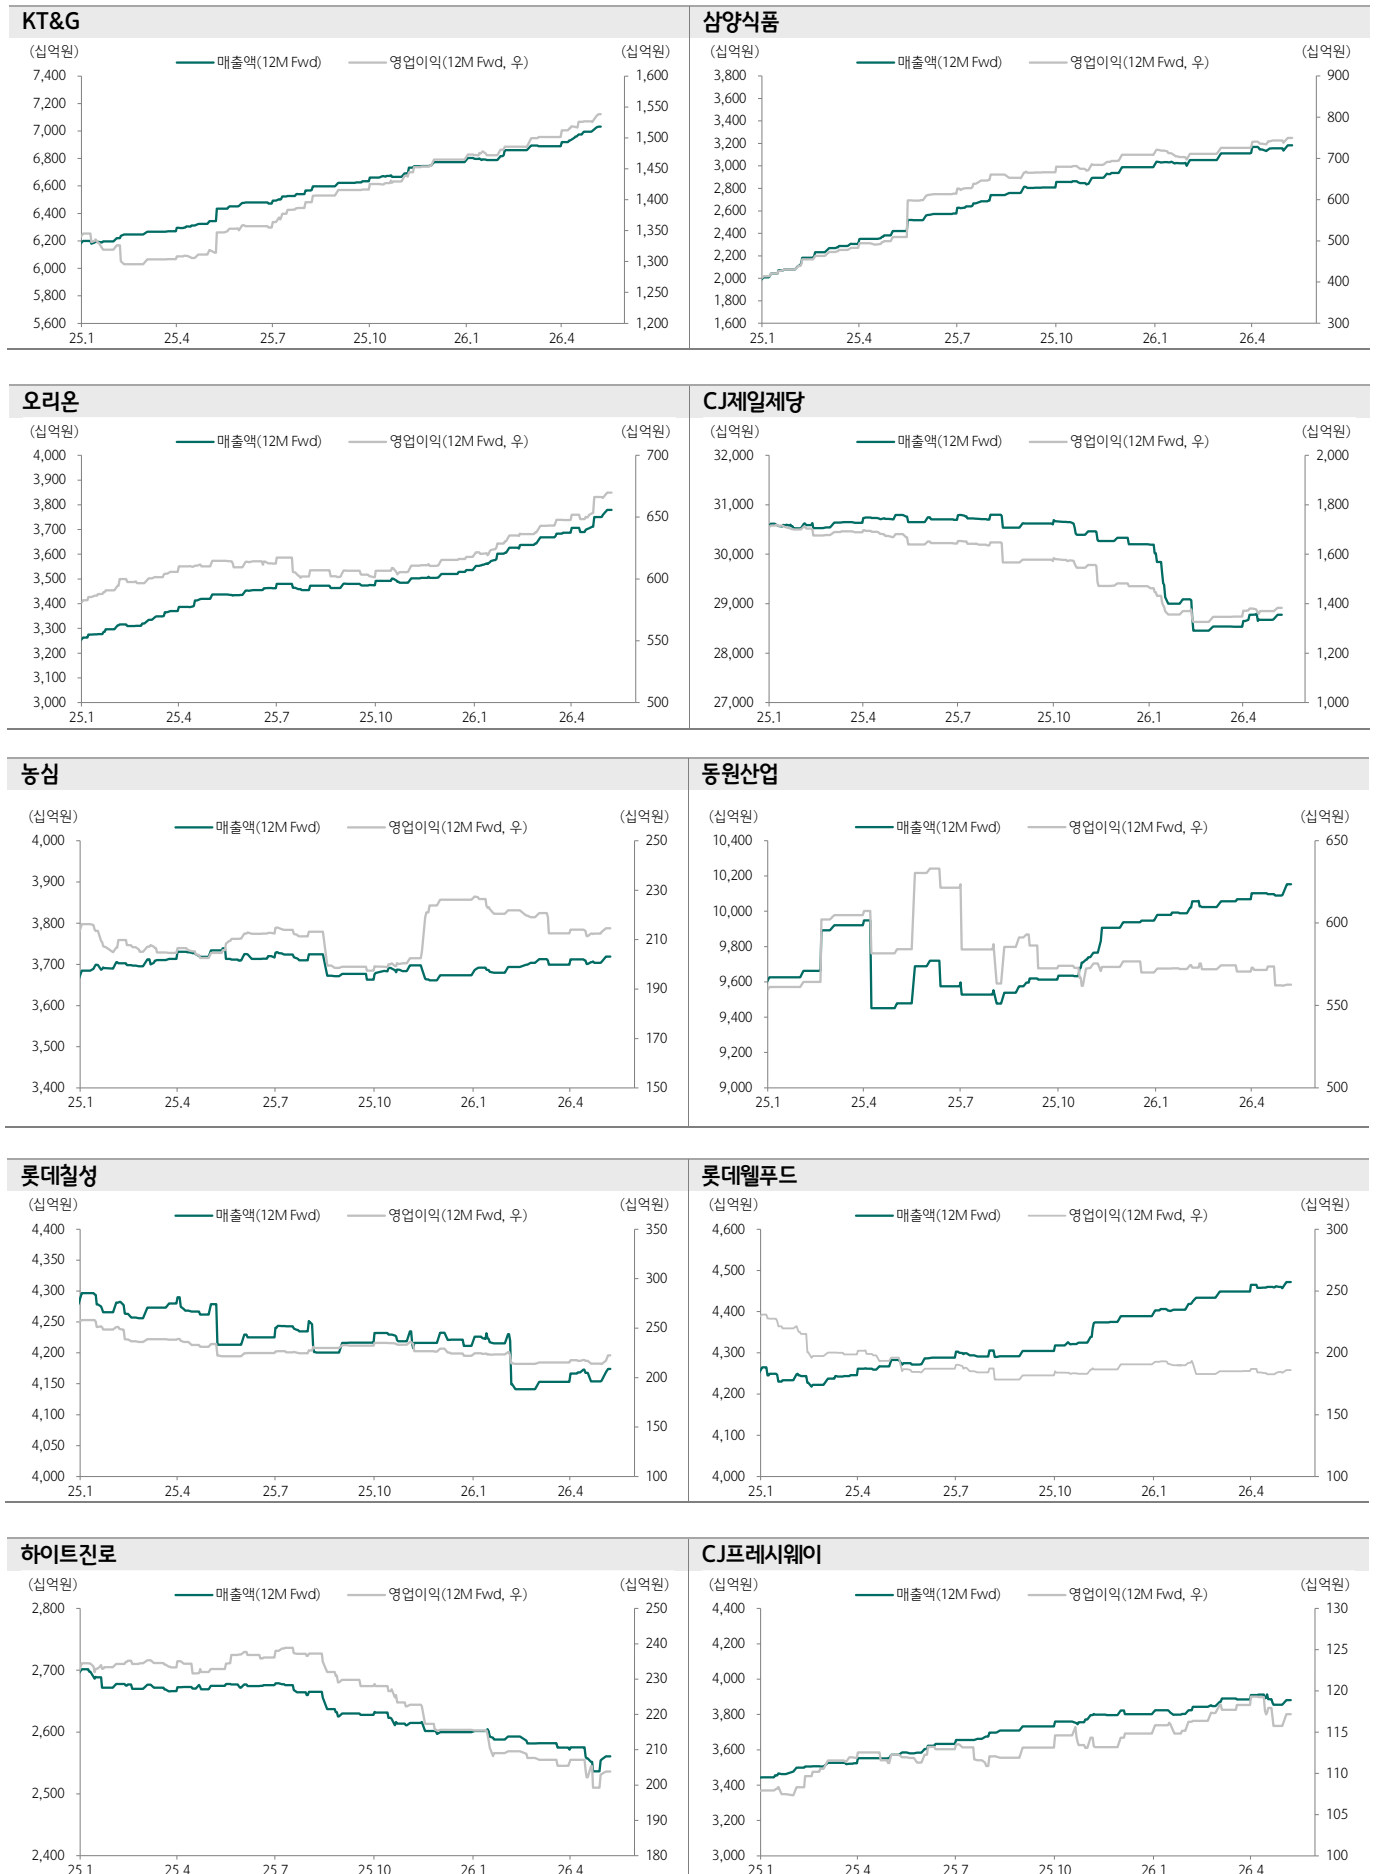 KT&G
(십억원)
(십억원)
매출액(12M Fwd)
영업이익(12M Fwd, 우)
7,400
7,200
7,000
6,800
6,600
6,400
6,200
6,000
5,800
5,600
1,600
1,550
1,500
1,450
1,400
1,350
1,300
1,250
1,200
25.1 25.4 25.7 25.10 26.1 26.4
삼양식품
(십억원)
(십억원)
매출액(12M Fwd)
영업이익(12M Fwd, 우)
3,800
3,600
3,400
3,200
3,000
2,800
2,600
2,400
2,200
2,000
1,800
1,600
900
800
700
600
500
400
300
25.1 25.4 25.7 25.10 26.1 26.4
오리온
(십억원)
(십억원)
매출액(12M Fwd)
영업이익(12M Fwd, 우)
4,000
3,900
3,800
3,700
3,600
3,500
3,400
3,300
3,200
3,100
3,000
700
650
600
550
500
25.1 25.4 25.7 25.10 26.1 26.4
CJ제일제당
(십억원)
(십억원)
매출액(12M Fwd)
영업이익(12M Fwd, 우)
32,000
31,000
30,000
29,000
28,000
27,000
2,000
1,800
1,600
1,400
1,200
1,000
25.1 25.4 25.7 25.10 26.1 26.4
농심
(십억원)
(십억원)
매출액(12M Fwd)
영업이익(12M Fwd, 우)
4,000
3,900
3,800
3,700
3,600
3,500
3,400
250
230
210
190
170
150
25.1 25.4 25.7 25.10 26.1 26.4
동원산업
(십억원)
(십억원)
매출액(12M Fwd)
영업이익(12M Fwd, 우)
10,400
10,200
10,000
9,800
9,600
9,400
9,200
9,000
650
600
550
500
25.1 25.4 25.7 25.10 26.1 26.4
롯데칠성
(십억원)
(십억원)
매출액(12M Fwd)
영업이익(12M Fwd, 우)
4,400
4,350
4,300
4,250
4,200
4,150
4,100
4,050
4,000
350
300
250
200
150
100
25.1 25.4 25.7 25.10 26.1 26.4
롯데웰푸드
(십억원)
(십억원)
매출액(12M Fwd)
영업이익(12M Fwd, 우)
4,600
4,500
4,400
4,300
4,200
4,100
4,000
300
250
200
150
100
25.1 25.4 25.7 25.10 26.1 26.4
하이트진로
(십억원)
(십억원)
매출액(12M Fwd)
영업이익(12M Fwd, 우)
2,800
2,700
2,600
2,500
2,400
250
240
230
220
210
200
190
180
25.1 25.4 25.7 25.10 26.1 26.4
CJ프레시웨이
(십억원)
(십억원)
매출액(12M Fwd)
영업이익(12M Fwd, 우)
4,400
4,200
4,000
3,800
3,600
3,400
3,200
3,000
130
125
120
115
110
105
100
25.1 25.4 25.7 25.10 26.1 26.4